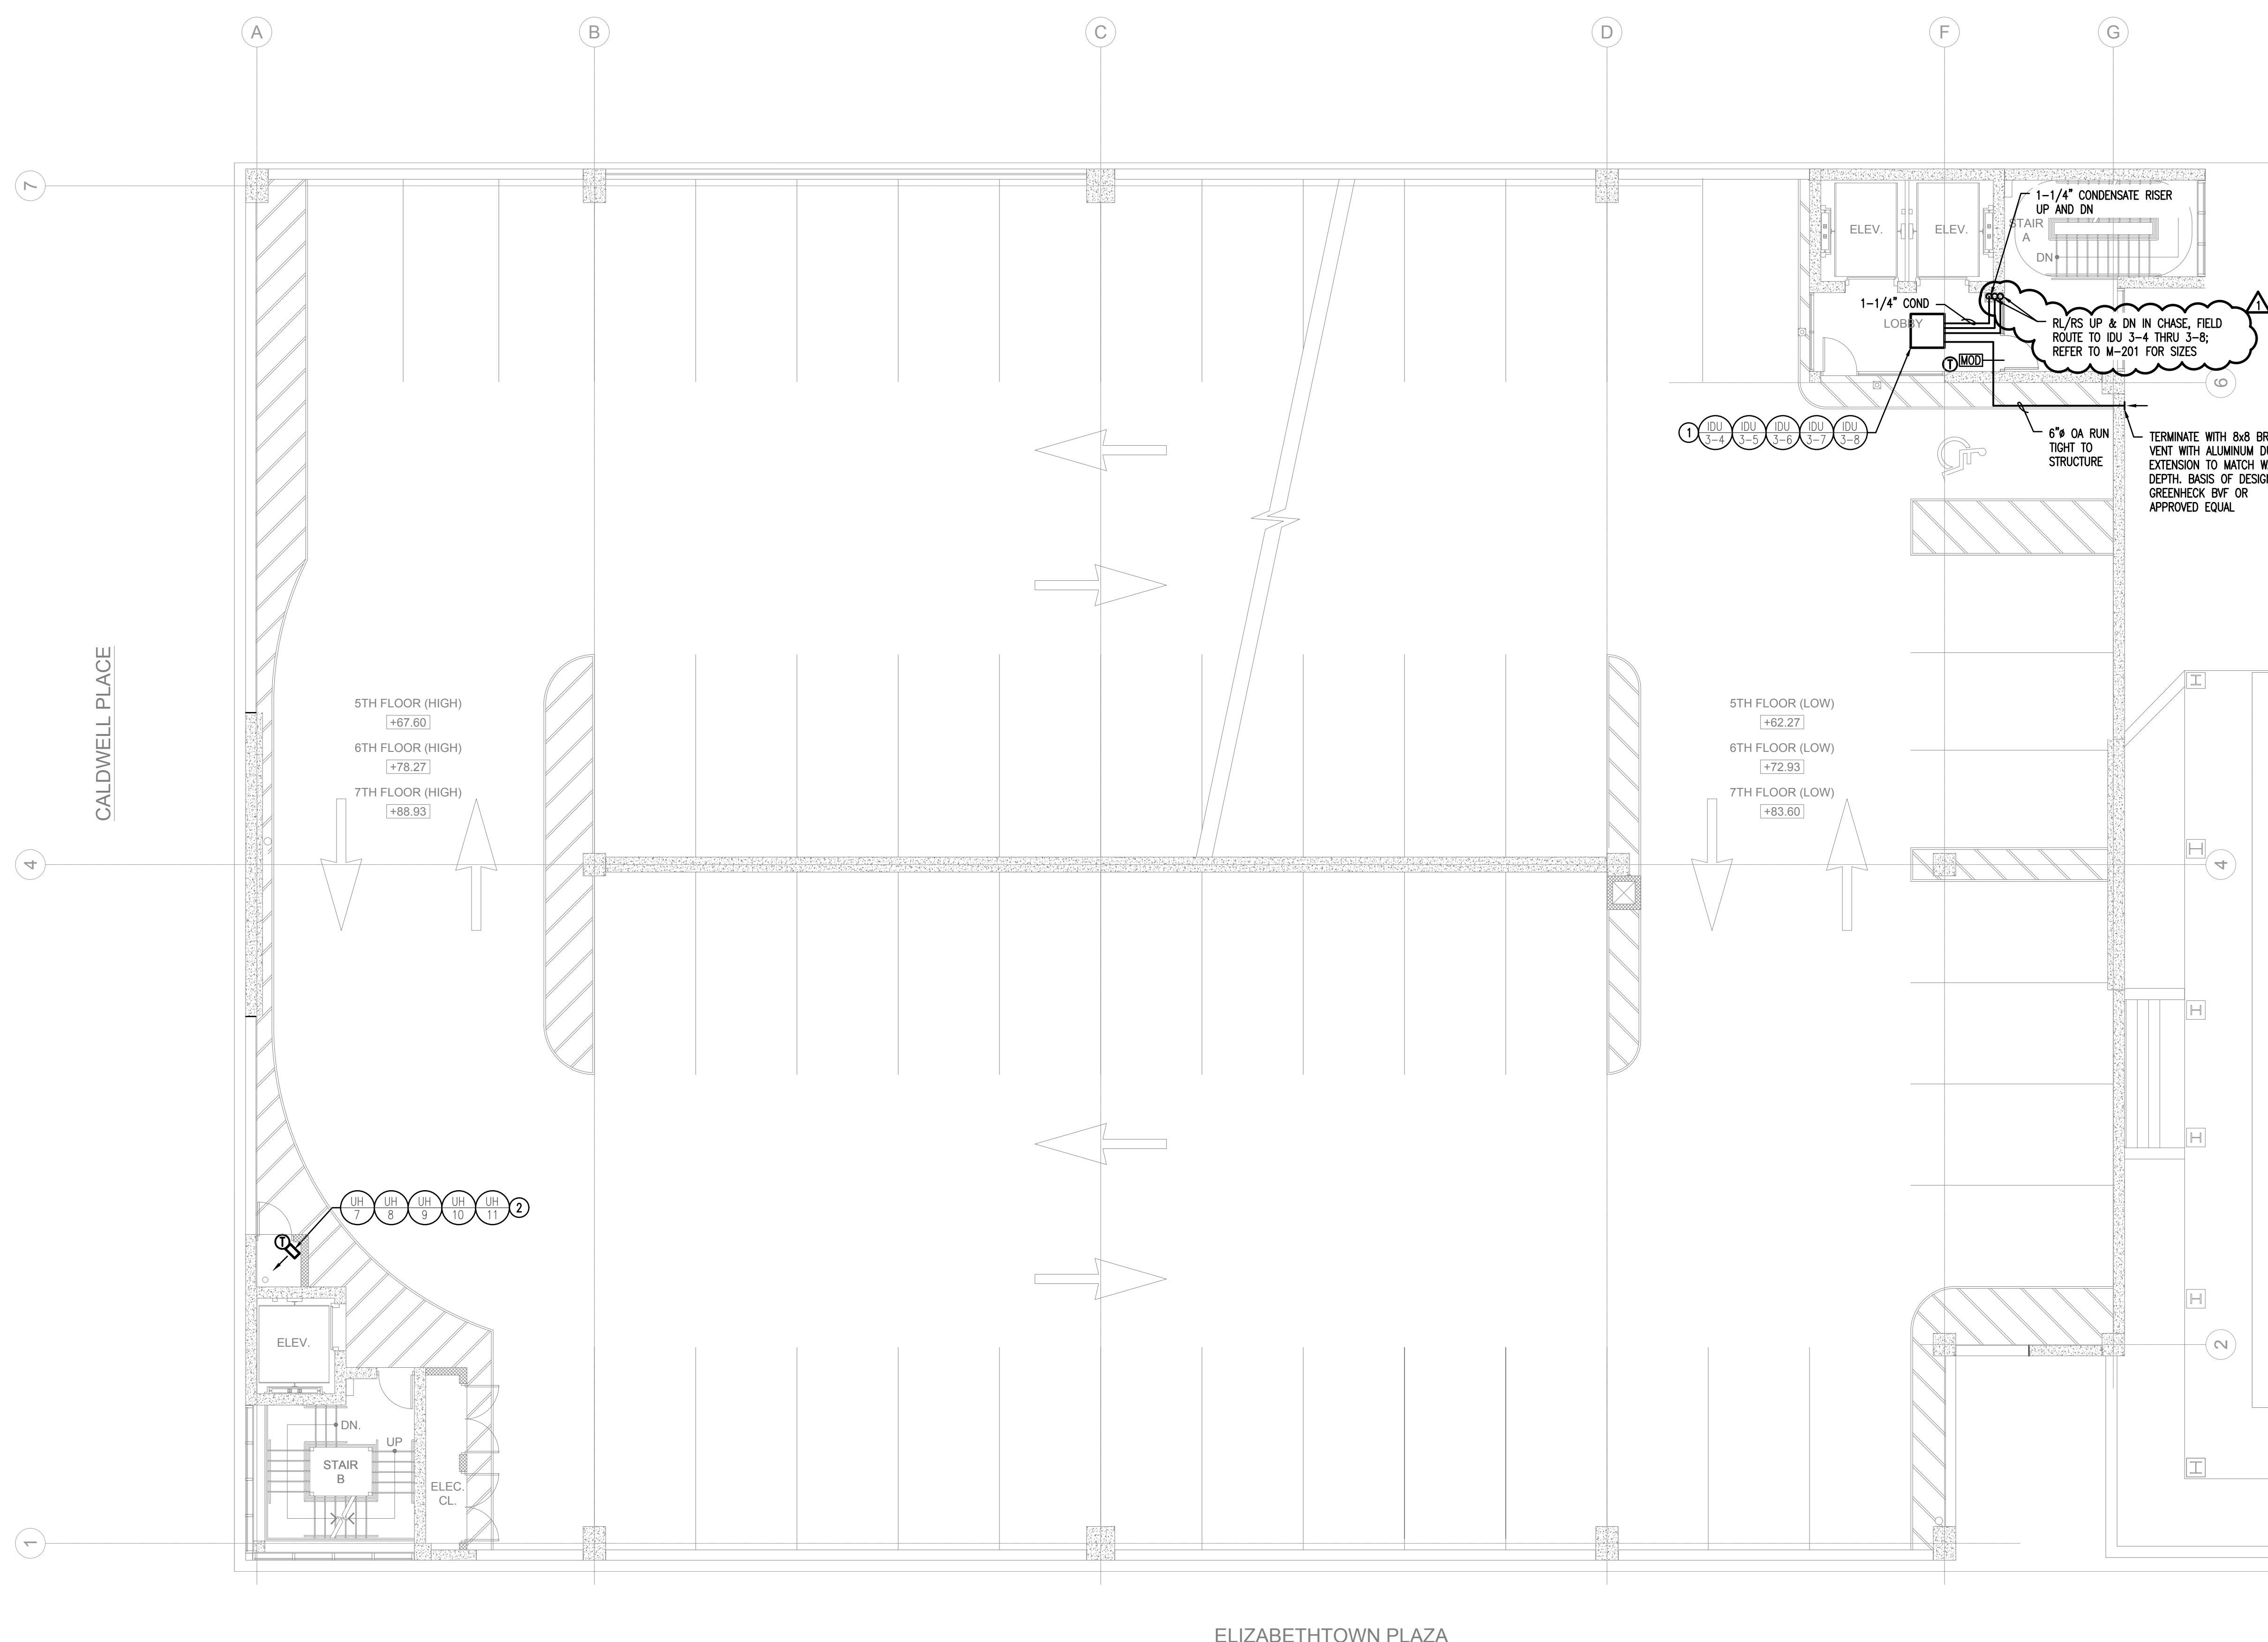 A
B
C
D
F
G
7
1-1/4" CONDENSATE RISER
UP AND DN
ELEV.
ELEV.
STAIR
A
DN
1-1/4" COND
LOBBY
1
RL/RS UP & DN IN CHASE, FIELD
ROUTE TO IDU 3-4 THRU 3-8;
REFER TO M-201 FOR SIZES
T
MOD
6
1
IDU
3-4
IDU
3-5
IDU
3-6
IDU
3-7
IDU
3-8
6"ø OA RUN
TIGHT TO
STRUCTURE
TERMINATE WITH 8x8
VENT WITH ALUMINUM
EXTENSION TO MATCH
DEPTH. BASIS OF
GREENHECK BVF OR
APPROVED EQUAL
CALDWELL PLACE
5TH FLOOR (HIGH)
+67.60
6TH FLOOR (HIGH)
+78.27
7TH FLOOR (HIGH)
+88.93
5TH FLOOR (LOW)
+62.27
6TH FLOOR (LOW)
+72.93
7TH FLOOR (LOW)
+83.60
4
4
UH
7
UH
8
UH
9
UH
10
UH
11
2
T
ELEV.
2
DN.
UP
STAIR
B
ELEC.
CL.
1
ELIZABETHTOWN PLAZA